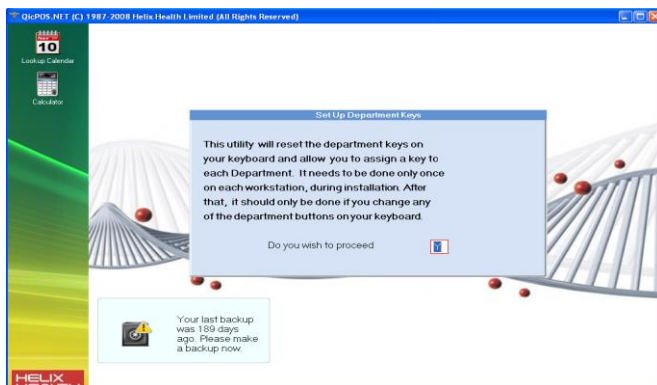 QicPOS.NET (C) 1987-2008 Helix Health Limited (All Rights Reserved)
10
Lookup Calendar
Calculator
Set Up Department Keys
This utility will reset the department keys on
your keyboard and allow you to assign a key to
each Department. It needs to be done only once
on each workstation, during installation. After
that, it should only be done if you change any
of the department buttons on your keyboard.
Do you wish to proceed
Y
Your last backup
was 189 days
ago. Please make
a backup now.
HELIX